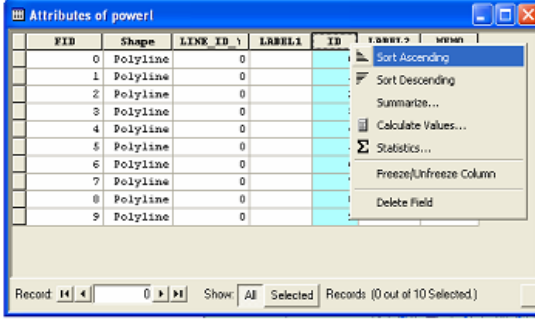 Attributes of powerl
FID Shape LINE_ID_ LABEL1 ID LABEL2 MEMO
0 Polyline 0
1 Polyline 0
2 Polyline 0
3 Polyline 0
4 Polyline 0
5 Polyline 0
6 Polyline 0
7 Polyline 0
8 Polyline 0
9 Polyline 0
Sort Ascending
Sort Descending
Summarize...
Calculate Values...
Σ Statistics...
Freeze/Unfreeze Column
Delete Field
Record: 0 Show: All Selected Records (0 out of 10 Selected.)